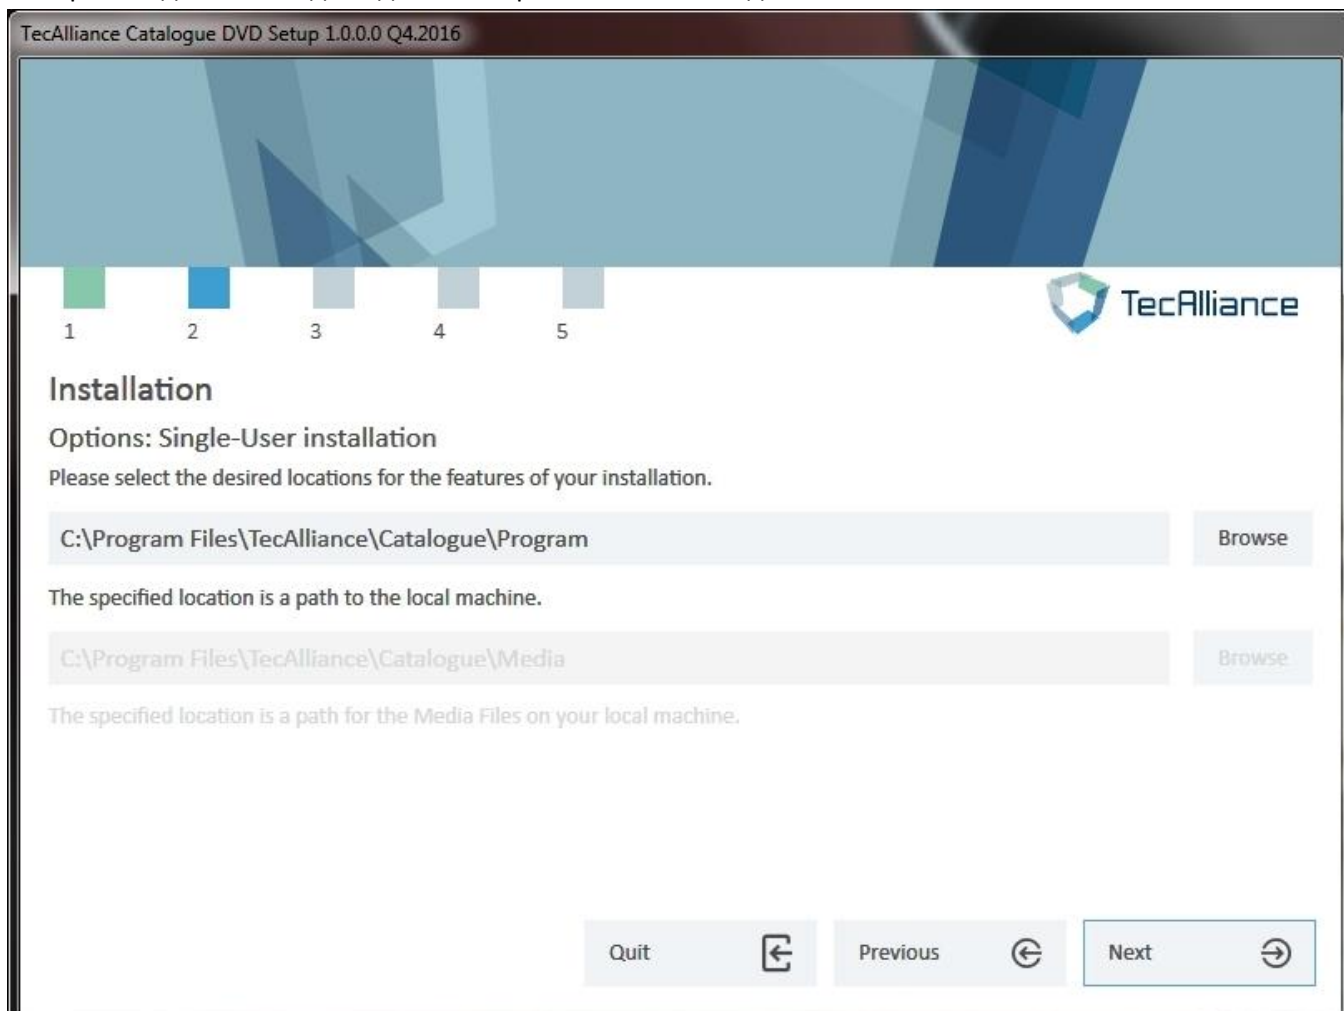 TecAlliance Catalogue DVD Setup 1.0.0.0 Q4.2016
1 2 3 4 5
TecAlliance
Installation
Options: Single-User installation
Please select the desired locations for the features of your installation.
C:\Program Files\TecAlliance\Catalogue\Program Browse
The specified location is a path to the local machine.
C:\Program Files\TecAlliance\Catalogue\Media Browse
The specified location is a path for the Media Files on your local machine.
Quit Previous Next